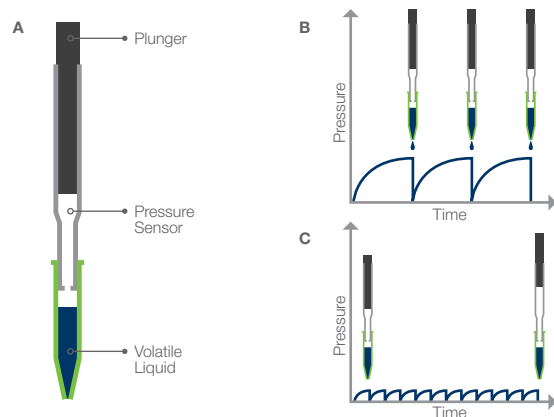 A
Plunger
Pressure
Sensor
Volatile
Liquid
B
Pressure
Time
C
Pressure
Time